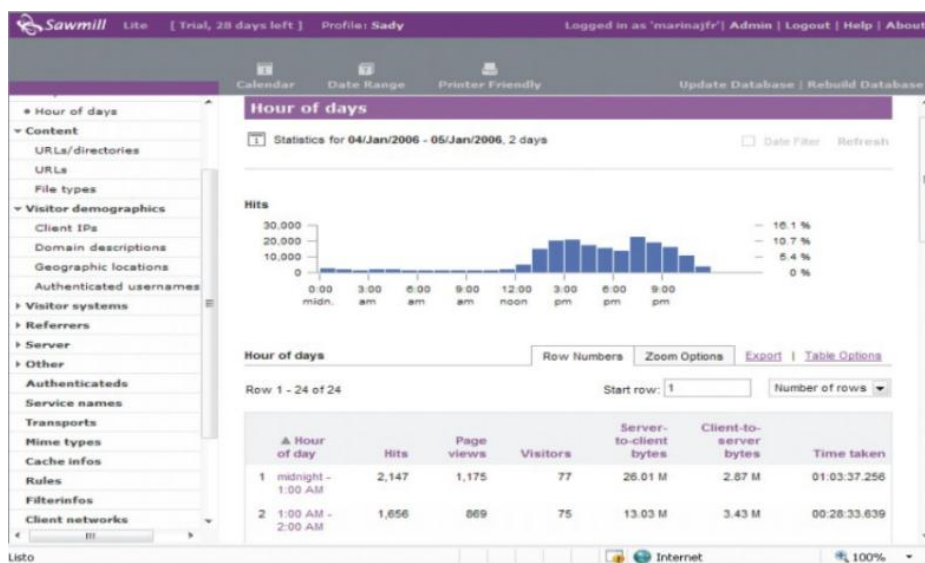 Sawmill Lite [ Trial, 28 days left ] Profile: Sady Logged in as 'marinajfr'| Admin | Logout | Help | About
Calendar Date Range Printer Friendly Update Database | Rebuild Database
Hour of days
Content
URLs/directories
URLs
File types
Visitor demographics
Client IPs
Domain descriptions
Geographic locations
Authenticated usernames
Visitor systems
Referrers
Server
Other
Authenticateds
Service names
Transports
Mime types
Cache infos
Rules
Filterinfos
Client networks
Hour of days
Statistics for 04/Jan/2006 - 05/Jan/2006, 2 days Date Filter Refresh
Hits
30,000 16.1 %
20,000 10.7 %
10,000 5.4 %
0 0 %
0:00 3:00 6:00 9:00 12:00 3:00 6:00 9:00
midn. am am am noon pm pm pm
Hour of days Row Numbers Zoom Options Export | Table Options
Row 1 - 24 of 24 Start row: 1 Number of rows
Hour of day Hits Page views Visitors Server-to-client bytes Client-to-server bytes Time taken
1 midnight - 1:00 AM 2,147 1,175 77 26.01 M 2.87 M 01:03:37.256
2 1:00 AM - 2:00 AM 1,656 869 75 13.03 M 3.43 M 00:28:33.639
Listo Internet 100%